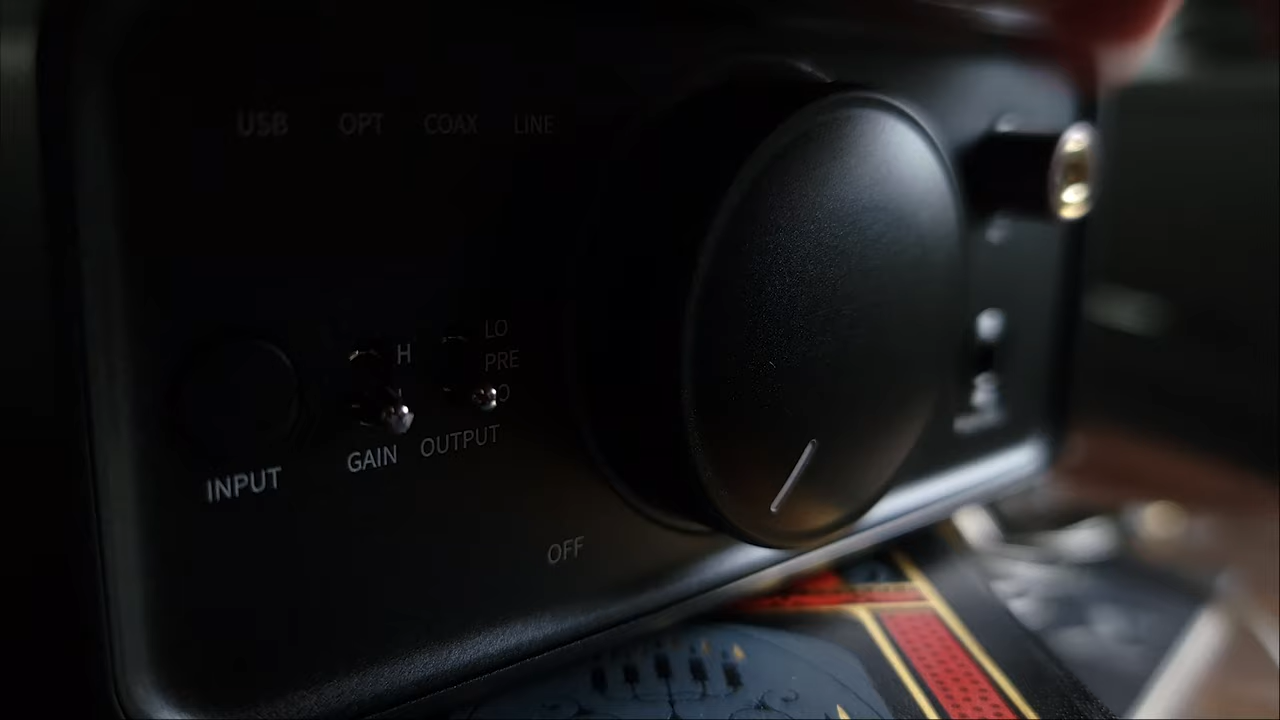 USB OPT COAX LINE
LO
H PRE
GAIN OUTPUT
INPUT
OFF